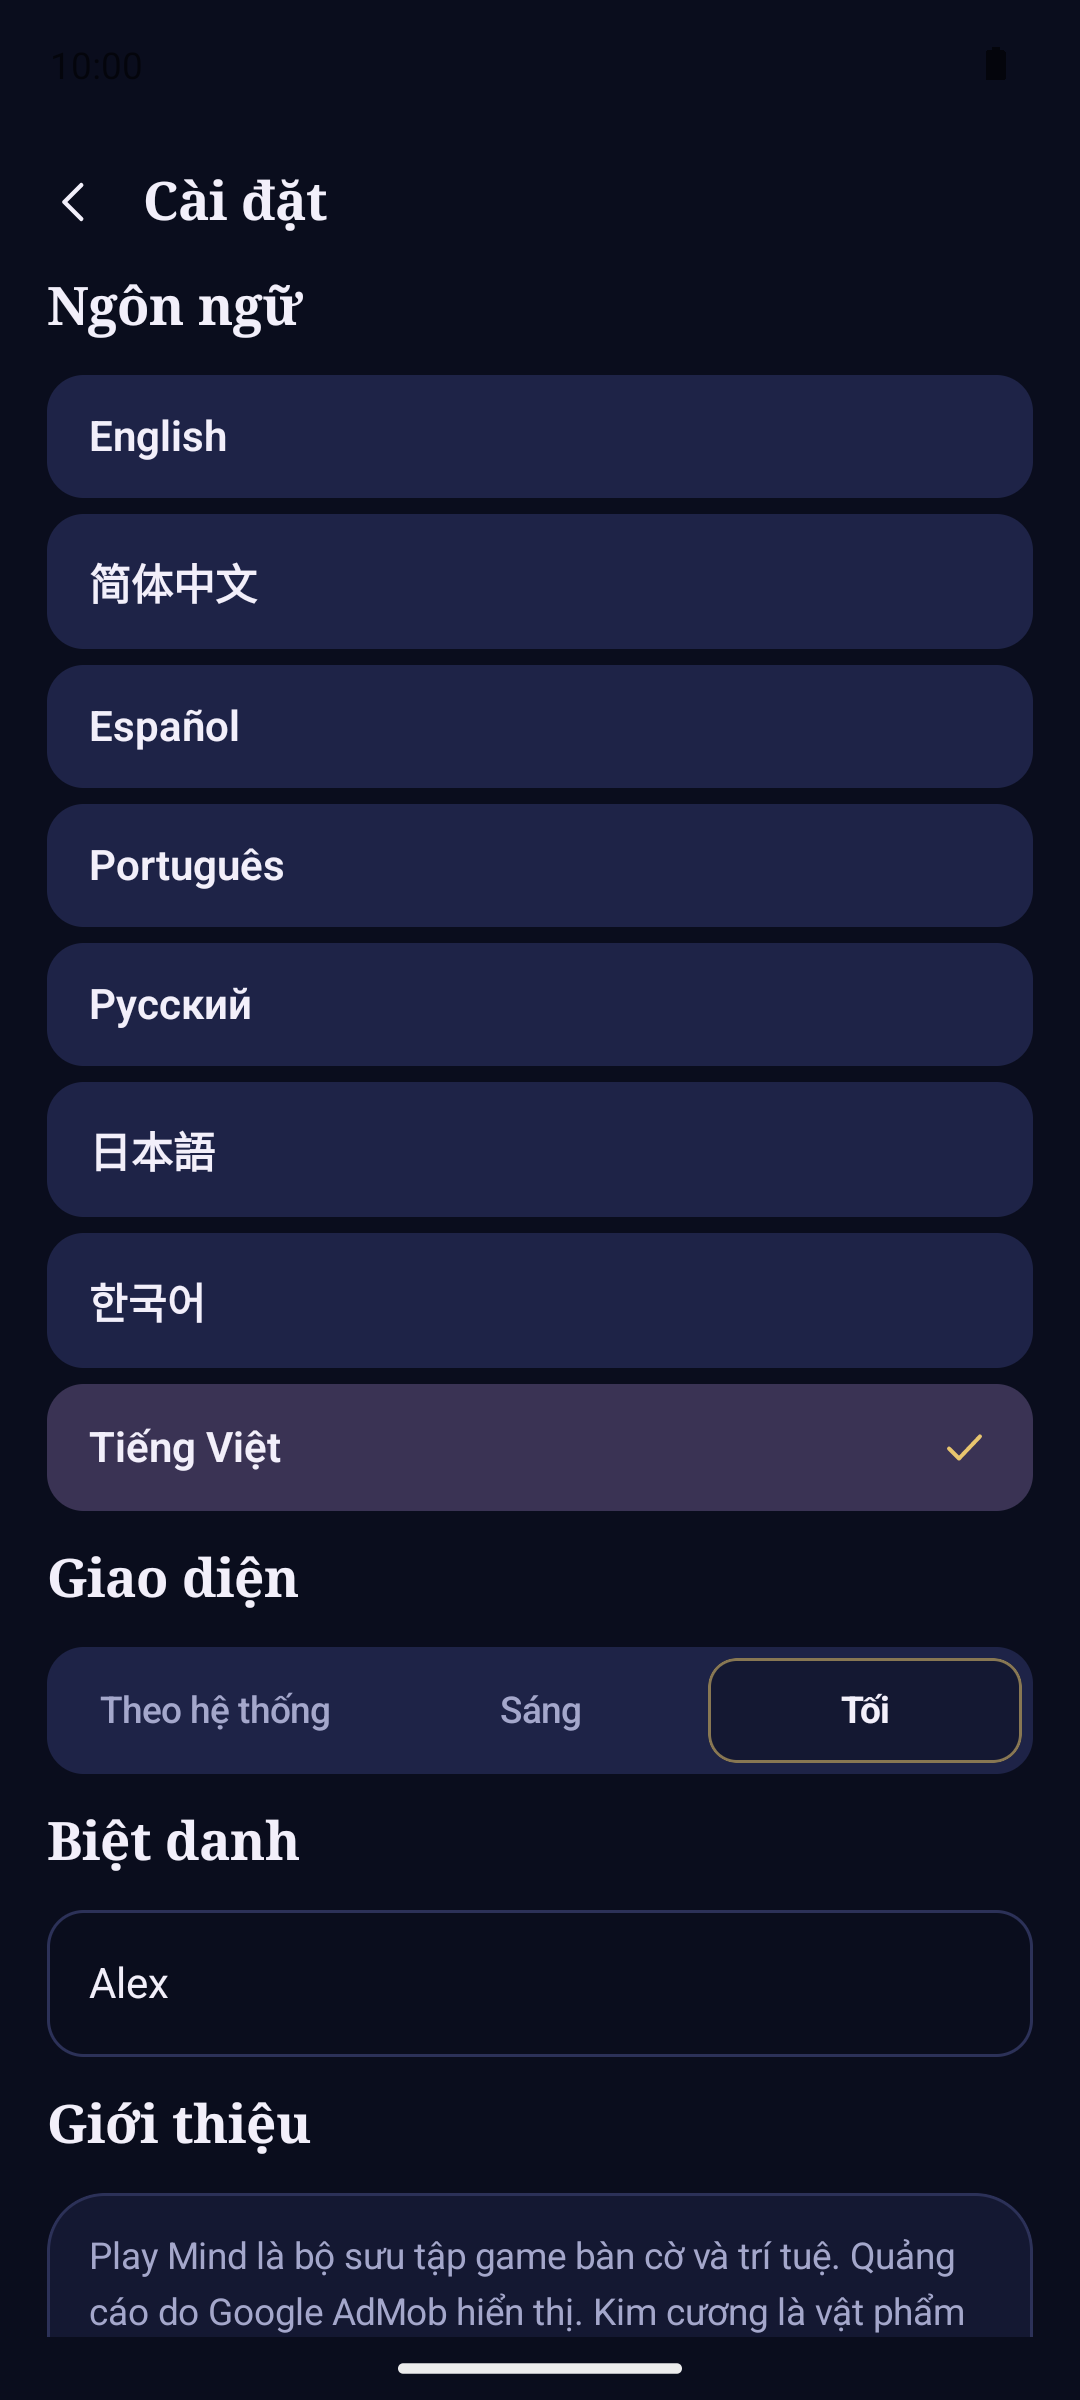 10:00
Cài đặt
Ngôn ngữ
English
简体中文
Español
Português
Русский
日本語
한국어
Tiếng Việt
Giao diện
Theo hệ thống
Sáng
Tối
Biệt danh
Alex
Giới thiệu
Play Mind là bộ sưu tập game bàn cờ và trí tuệ. Quảng
cáo do Google AdMob hiển thị. Kim cương là vật phẩm